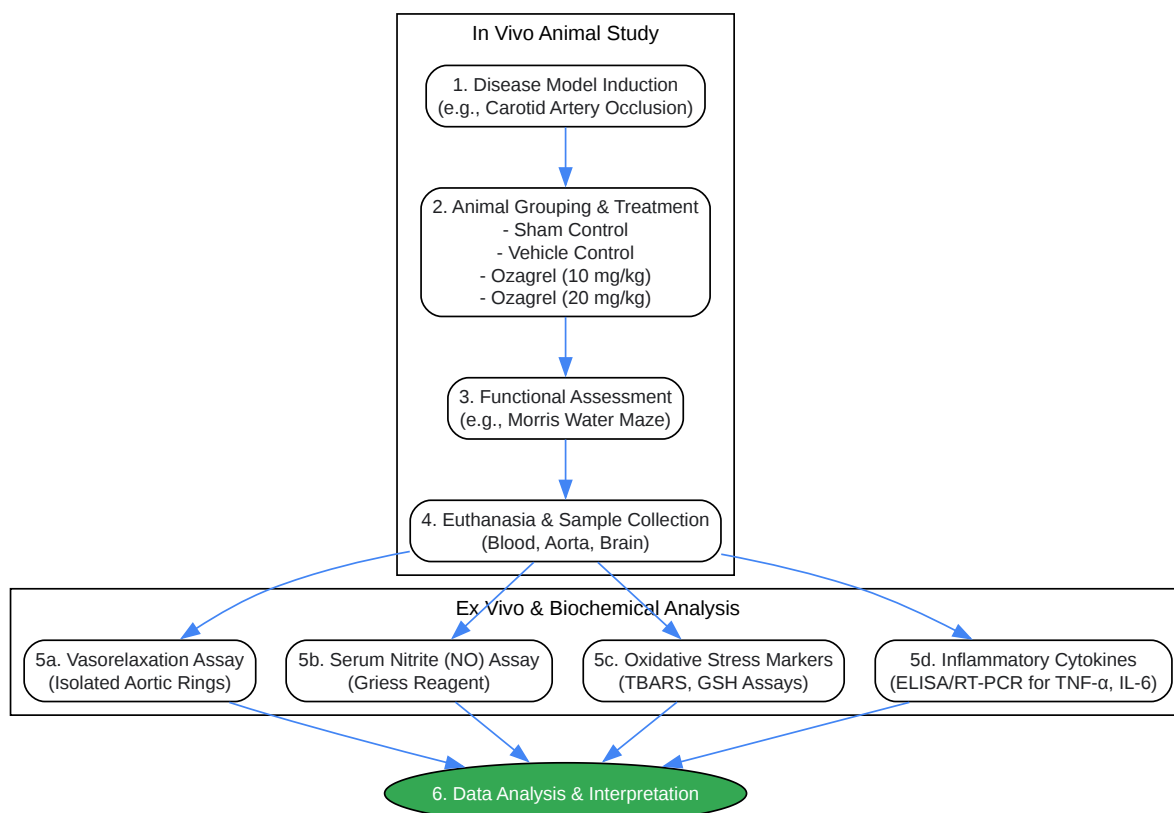 In Vivo Animal Study
1. Disease Model Induction
(e.g., Carotid Artery Occlusion)
2. Animal Grouping & Treatment
- Sham Control
- Vehicle Control
- Ozagrel (10 mg/kg)
- Ozagrel (20 mg/kg)
3. Functional Assessment
(e.g., Morris Water Maze)
4. Euthanasia & Sample Collection
(Blood, Aorta, Brain)
Ex Vivo & Biochemical Analysis
5a. Vasorelaxation Assay
(Isolated Aortic Rings)
5b. Serum Nitrite (NO) Assay
(Griess Reagent)
5c. Oxidative Stress Markers
(TBARS, GSH Assays)
5d. Inflammatory Cytokines
(ELISA/RT-PCR for TNF-α, IL-6)
6. Data Analysis & Interpretation